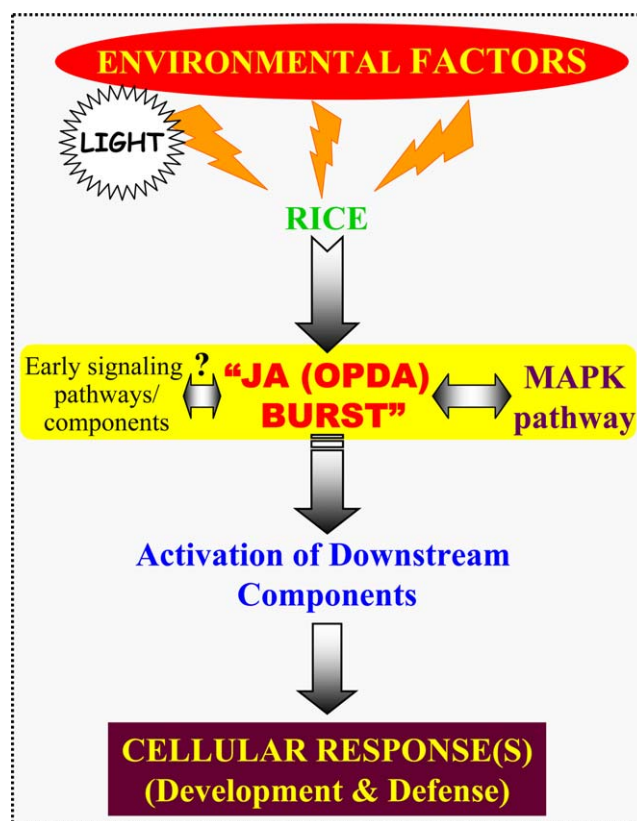 ENVIRONMENTAL FACTORS
LIGHT
RICE
Early signaling
pathways/
components
?
“JA (OPDA)
BURST”
MAPK
pathway
Activation of Downstream
Components
CELLULAR RESPONSE(S)
(Development & Defense)